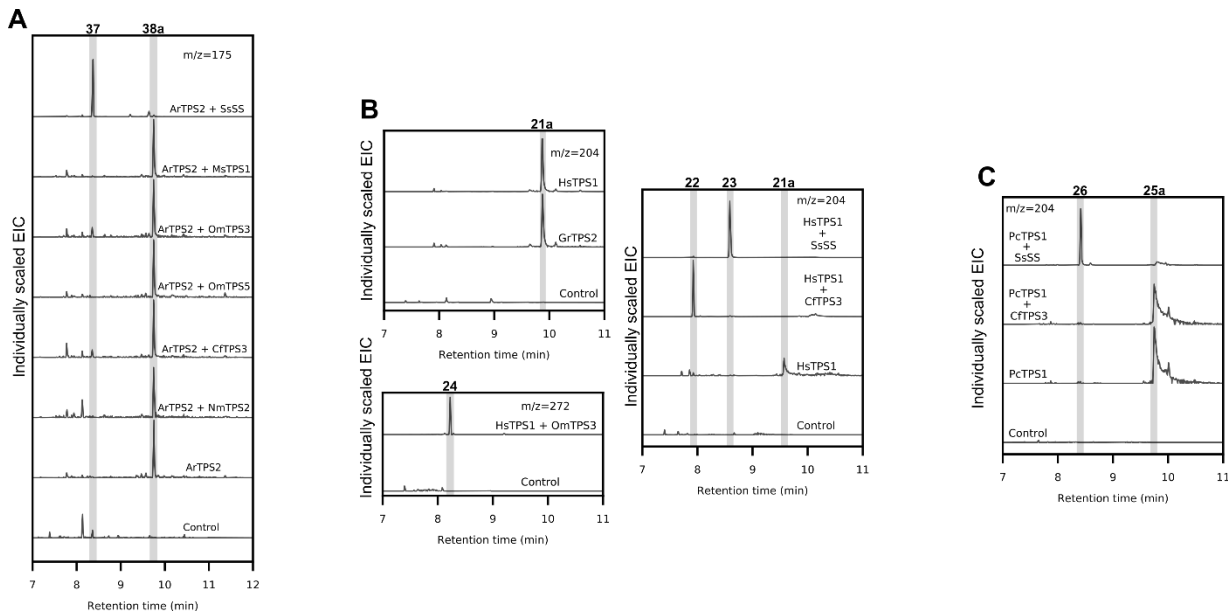 A
37 38a
m/z=175
ArTPS2 + SsSS
ArTPS2 + MsTPS1
ArTPS2 + OmTPS3
ArTPS2 + OmTPS5
ArTPS2 + CfTPS3
ArTPS2 + NmTPS2
ArTPS2
Control
Individually scaled EIC
7 8 9 10 11 12
Retention time (min)
B
21a
m/z=204
HsTPS1
GrTPS2
Control
Individually scaled EIC
7 8 9 10 11
Retention time (min)
24
m/z=272
HsTPS1 + OmTPS3
Control
Individually scaled EIC
7 8 9 10 11
Retention time (min)
22 23 21a
m/z=204
HsTPS1
+
SsSS
HsTPS1
+
CfTPS3
HsTPS1
Control
Individually scaled EIC
7 8 9 10 11
Retention time (min)
C
26 25a
m/z=204
PcTPS1
+
SsSS
PcTPS1
+
CfTPS3
PcTPS1
Control
Individually scaled EIC
7 8 9 10 11
Retention time (min)